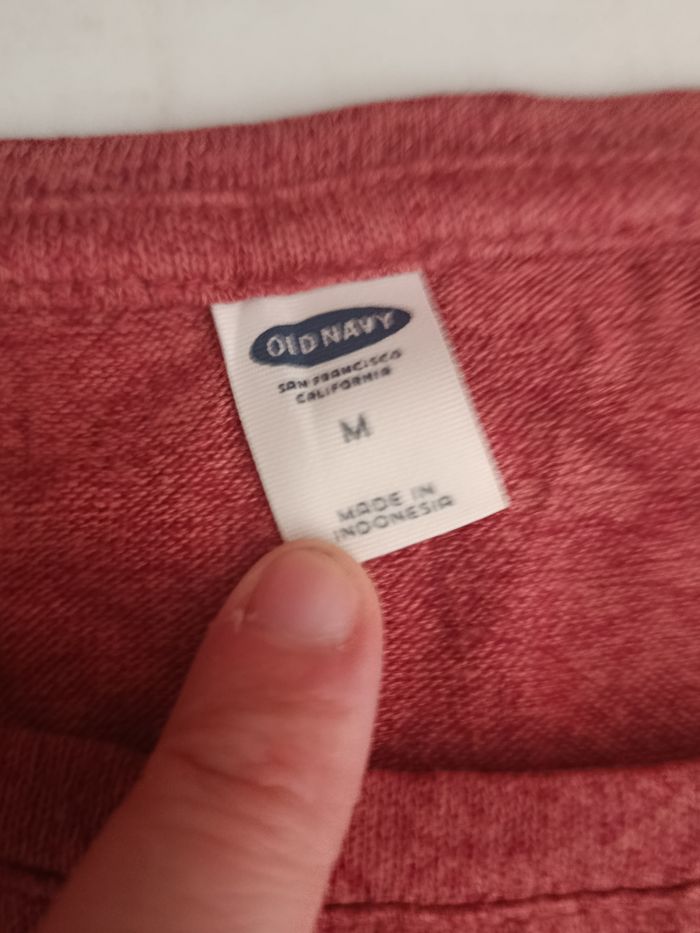 OLD NAVY
SAN FRANCISCO
CALIFORNIA
M
MADE IN
INDONESIA